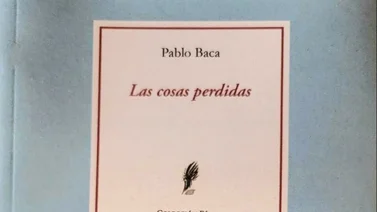 Pablo Baca
Las cosas perdidas